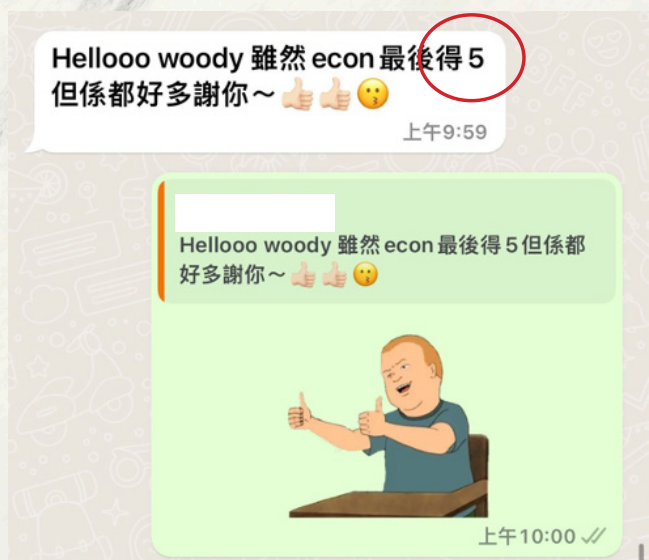 Hellooo woody 雖然 econ 最後得 5
但係都好多謝你～👍🏻👍🏻😗
上午9:59
Hellooo woody 雖然 econ 最後得 5 但係都
好多謝你～👍🏻👍🏻😗
上午10:00